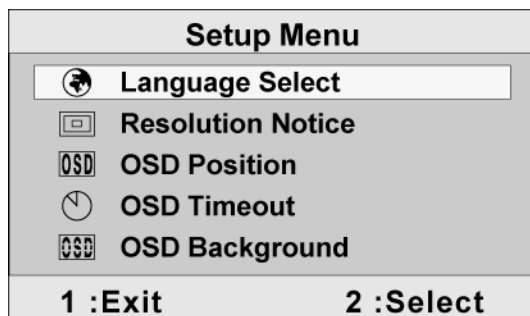 Setup Menu
Language Select
Resolution Notice
OSD OSD Position
OSD Timeout
OSD OSD Background
1 :Exit 2 :Select